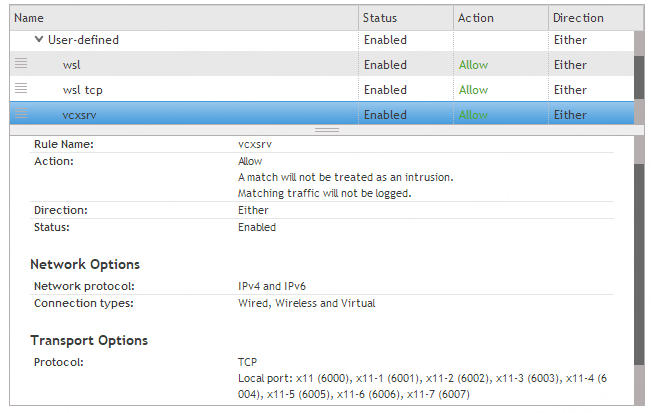 Name Status Action Direction
User-defined Enabled Either
wsl Enabled Allow Either
wsl tcp Enabled Allow Either
vcxsrv Enabled Allow Either
Rule Name: vcxsrv
Action: Allow
A match will not be treated as an intrusion.
Matching traffic will not be logged.
Direction: Either
Status: Enabled
Network Options
Network protocol: IPv4 and IPv6
Connection types: Wired, Wireless and Virtual
Transport Options
Protocol: TCP
Local port: x11 (6000), x11-1 (6001), x11-2 (6002), x11-3 (6003), x11-4 (6
004), x11-5 (6005), x11-6 (6006), x11-7 (6007)